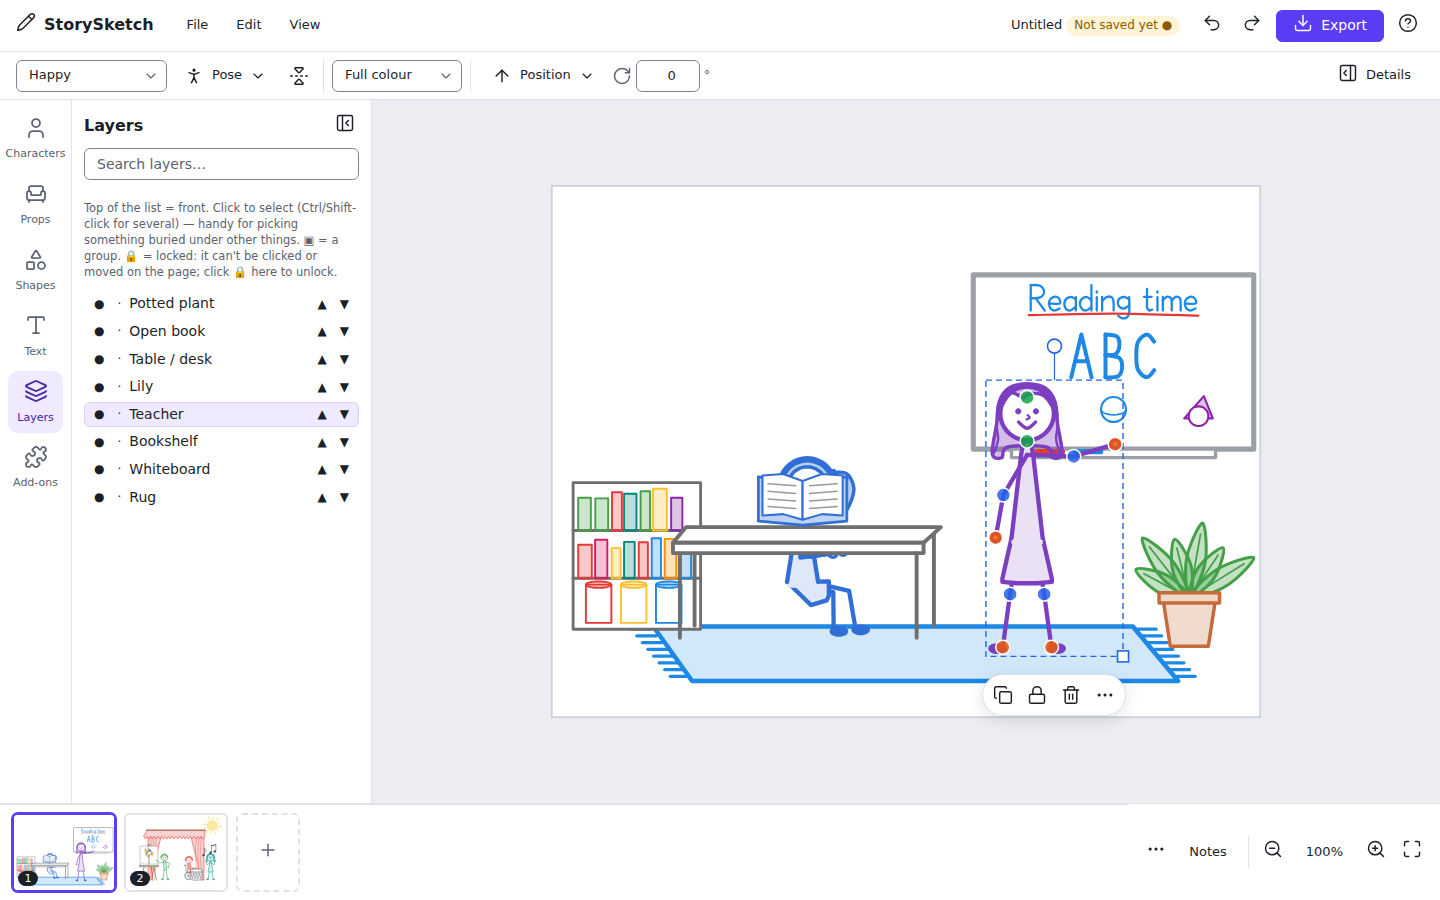 StorySketch
File
Edit
View
Untitled
Not saved yet ●
Export
Happy
Pose
Full colour
Position
0
°
Details
Characters
Props
Shapes
Text
Layers
Add-ons
Layers
Search layers…
Top of the list = front. Click to select (Ctrl/Shift-
click for several) — handy for picking
something buried under other things. ▣ = a
group. 🔒 = locked: it can't be clicked or
moved on the page; click 🔒 here to unlock.
● · Potted plant ▲ ▼
● · Open book ▲ ▼
● · Table / desk ▲ ▼
● · Lily ▲ ▼
● · Teacher ▲ ▼
● · Bookshelf ▲ ▼
● · Whiteboard ▲ ▼
● · Rug ▲ ▼
Reading time
ABC
Reading time
ABC
1
2
Notes
100%